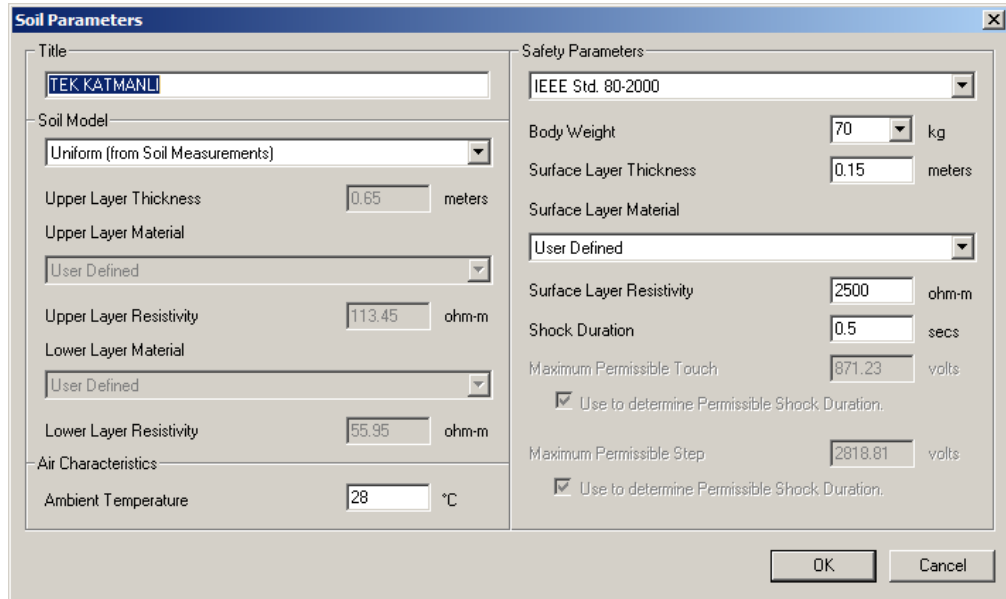 Soil Parameters
Title
TEK KATMANLI
Soil Model
Uniform (from Soil Measurements)
Upper Layer Thickness 0.65 meters
Upper Layer Material
User Defined
Upper Layer Resistivity 113.45 ohm-m
Lower Layer Material
User Defined
Lower Layer Resistivity 55.95 ohm-m
Air Characteristics
Ambient Temperature 28 °C
Safety Parameters
IEEE Std. 80-2000
Body Weight 70 kg
Surface Layer Thickness 0.15 meters
Surface Layer Material
User Defined
Surface Layer Resistivity 2500 ohm-m
Shock Duration 0.5 secs
Maximum Permissible Touch 871.23 volts
Use to determine Permissible Shock Duration.
Maximum Permissible Step 2818.81 volts
Use to determine Permissible Shock Duration.
OK Cancel